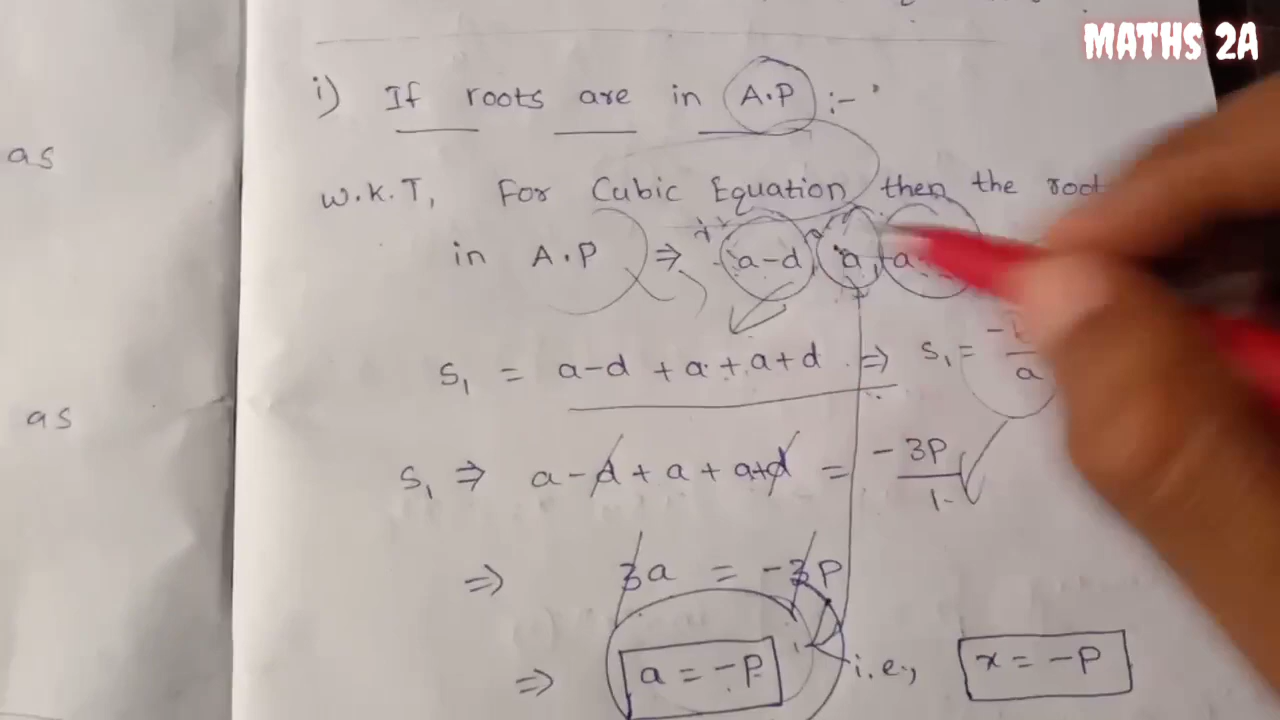 MATHS 2A
i) If roots are in A.P :-
as
W.K.T, For Cubic Equation then the root
in A.P ⇒ a-d, a, a
S₁ = a-d + a + a+d ⇒ S₁ = - / a
as
S₁ ⇒ a-d + a + a+d = -3P/1
⇒ 3a = -3P
⇒ a = -P i.e., x = -P